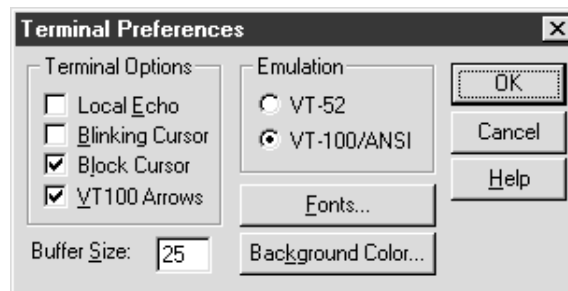 Terminal Preferences
Terminal Options
Local Echo
Blinking Cursor
Block Cursor
VT100 Arrows
Buffer Size: 25
Emulation
VT-52
VT-100/ANSI
Fonts...
Background Color...
OK
Cancel
Help